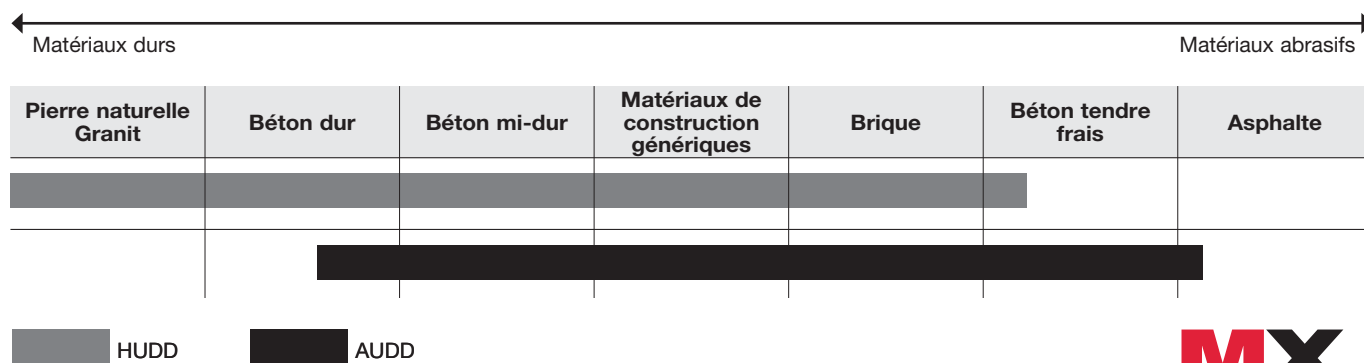 Matériaux durs
Matériaux abrasifs
Pierre naturelle
Granit
Béton dur
Béton mi-dur
Matériaux de
construction
génériques
Brique
Béton tendre
frais
Asphalte
HUDD
AUDD
MX